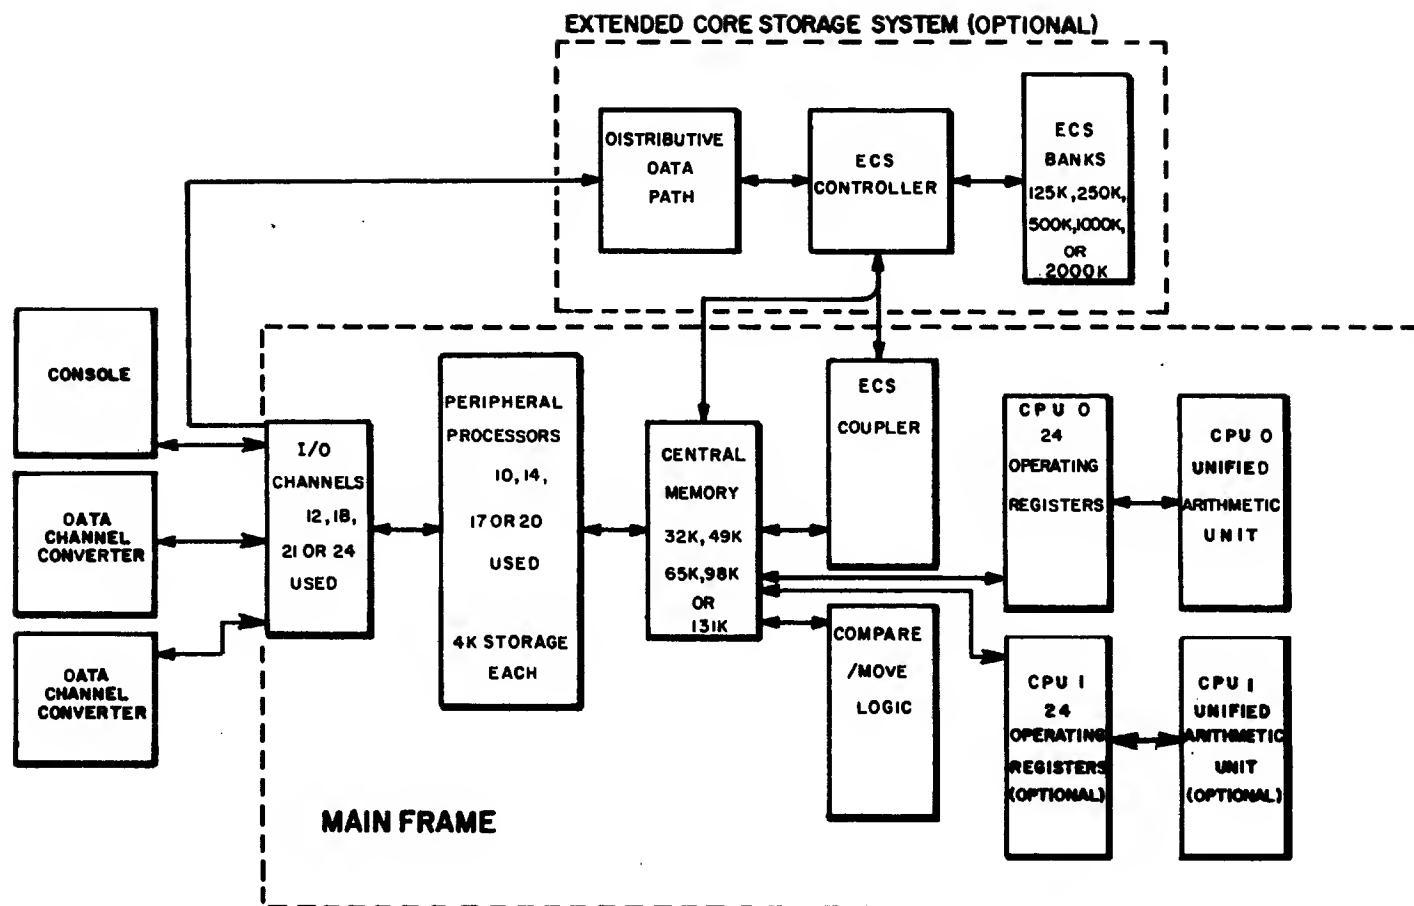 EXTENDED CORE STORAGE SYSTEM (OPTIONAL)
DISTRIBUTIVE
DATA
PATH
ECS
CONTROLLER
ECS
BANKS
125K, 250K,
500K, 1000K,
OR
2000K
CONSOLE
DATA
CHANNEL
CONVERTER
DATA
CHANNEL
CONVERTER
I/O
CHANNELS
12, 18,
21 OR 24
USED
PERIPHERAL
PROCESSORS
10, 14,
17 OR 20
USED
4K STORAGE
EACH
CENTRAL
MEMORY
32K, 49K
65K, 98K
OR
131K
ECS
COUPLER
COMPARE
/MOVE
LOGIC
CPU 0
24
OPERATING
REGISTERS
CPU 0
UNIFIED
ARITHMETIC
UNIT
CPU 1
24
OPERATING
REGISTERS
(OPTIONAL)
CPU 1
UNIFIED
ARITHMETIC
UNIT
(OPTIONAL)
MAIN FRAME